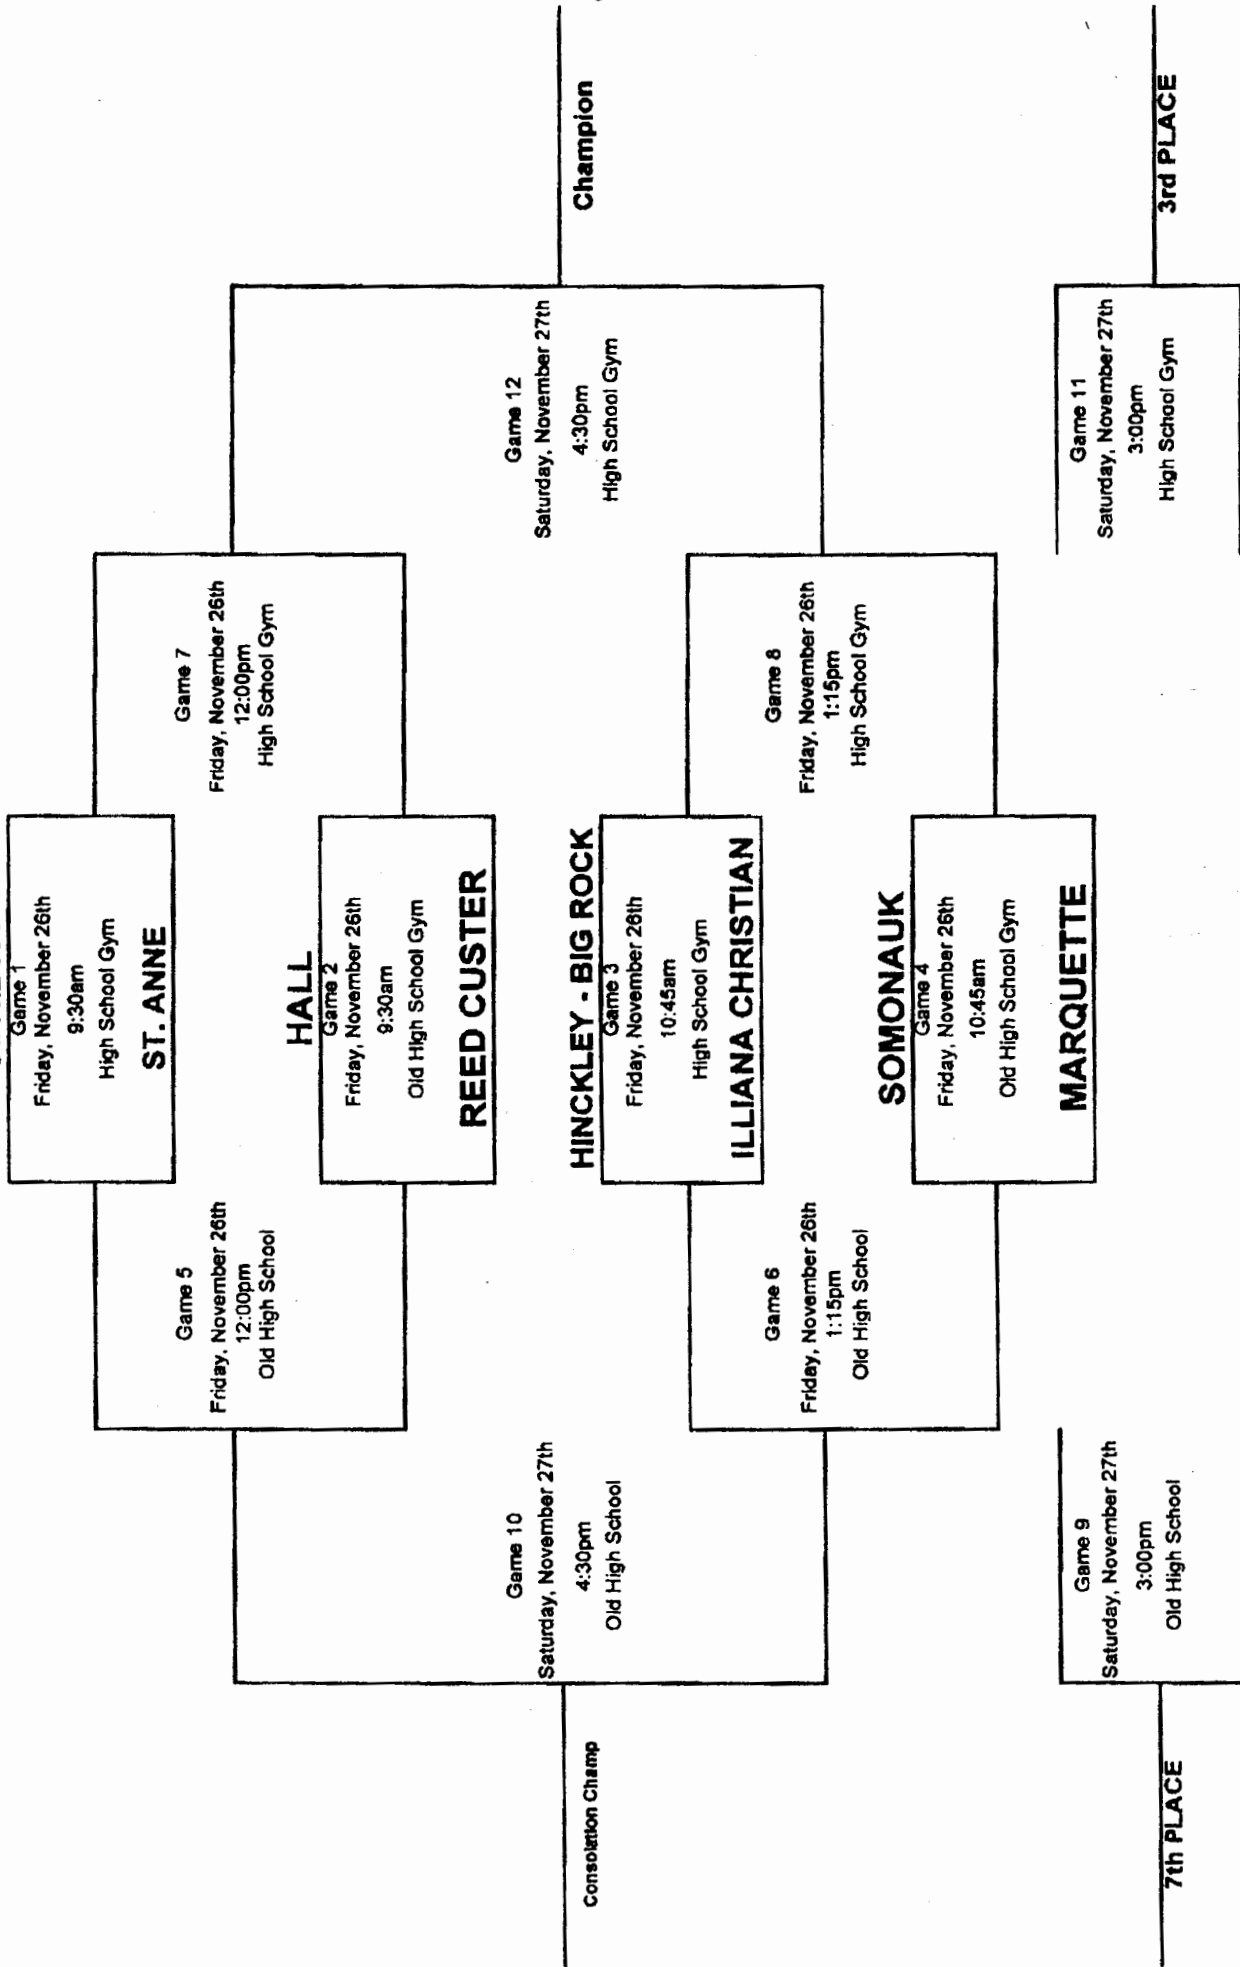 Game 1
Friday, November 26th
9:30am
High School Gym
ST. ANNE
Game 5
Friday, November 26th
12:00pm
Old High School
Game 7
Friday, November 26th
12:00pm
High School Gym
HALL
Game 2
Friday, November 26th
9:30am
Old High School Gym
REED CUSTER
Game 10
Saturday, November 27th
4:30pm
Old High School
Game 12
Saturday, November 27th
4:30pm
High School Gym
Consolation Champ
Champion
HINCKLEY - BIG ROCK
Game 3
Friday, November 26th
10:45am
High School Gym
ILLIANA CHRISTIAN
Game 6
Friday, November 26th
1:15pm
Old High School
Game 8
Friday, November 26th
1:15pm
High School Gym
SOMONAUK
Game 4
Friday, November 26th
10:45am
Old High School Gym
MARQUETTE
Game 9
Saturday, November 27th
3:00pm
Old High School
7th PLACE
Game 11
Saturday, November 27th
3:00pm
High School Gym
3rd PLACE